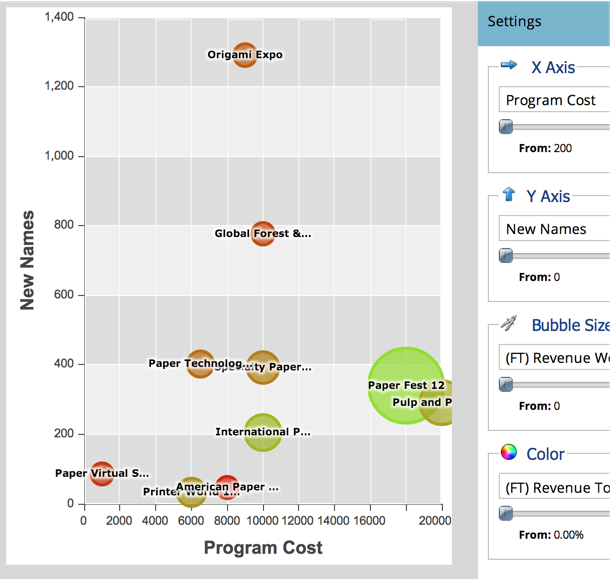 1,400
1,200
1,000
800
600
400
200
0
New Names
Origami Expo
Global Forest &...
Paper Technolog...
Paper...
Paper Fest 12
Pulp and P
International P...
Paper Virtual S...
American Paper ...
Printer World 1...
0 2000 4000 6000 8000 10000 12000 14000 16000 20000
Program Cost
Settings
X Axis
Program Cost
From: 200
Y Axis
New Names
From: 0
Bubble Size
(FT) Revenue Wo
From: 0
Color
(FT) Revenue To
From: 0.00%